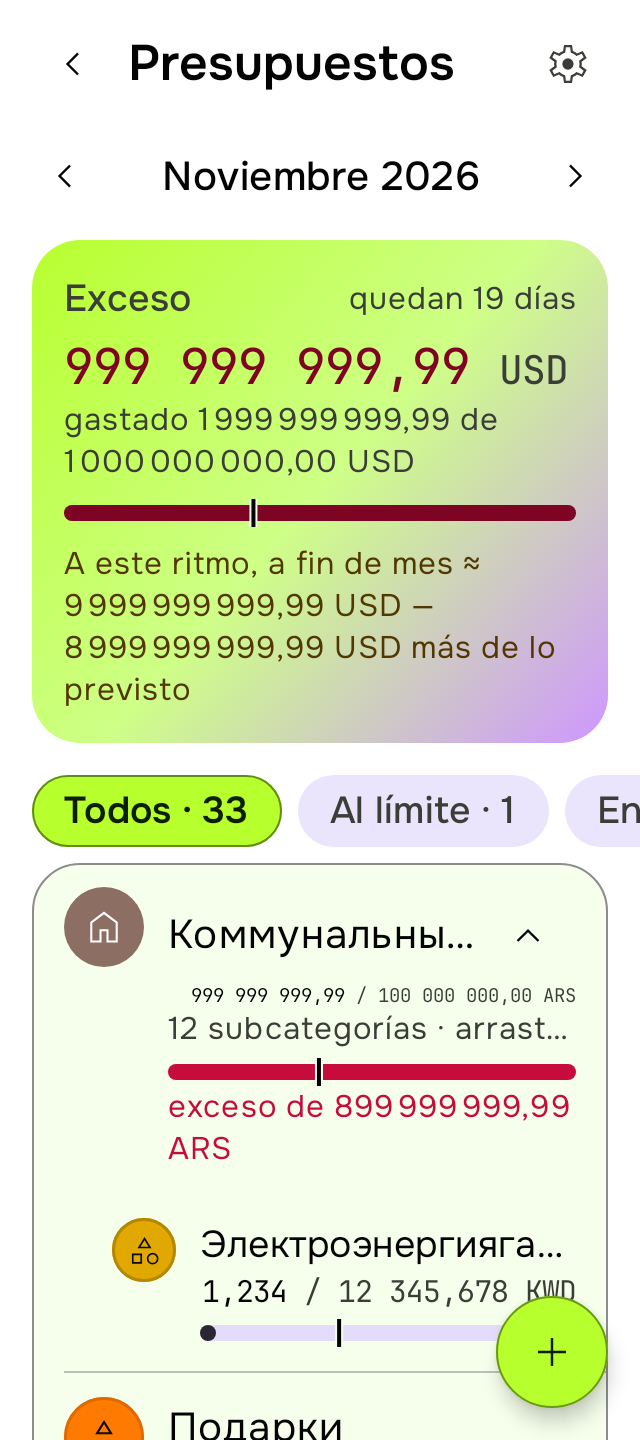 Presupuestos
Noviembre 2026
Exceso
quedan 19 días
999 999 999,99 USD
gastado 1 999 999 999,99 de
1 000 000 000,00 USD
A este ritmo, a fin de mes ≈
9 999 999 999,99 USD —
8 999 999 999,99 USD más de lo
previsto
Todos · 33
Al límite · 1
En
Коммунальны...
999 999 999,99 / 100 000 000,00 ARS
12 subcategorías · arrast...
exceso de 899 999 999,99
ARS
Электроэнергияга...
1,234 / 12 345,678 KWD
Подарки